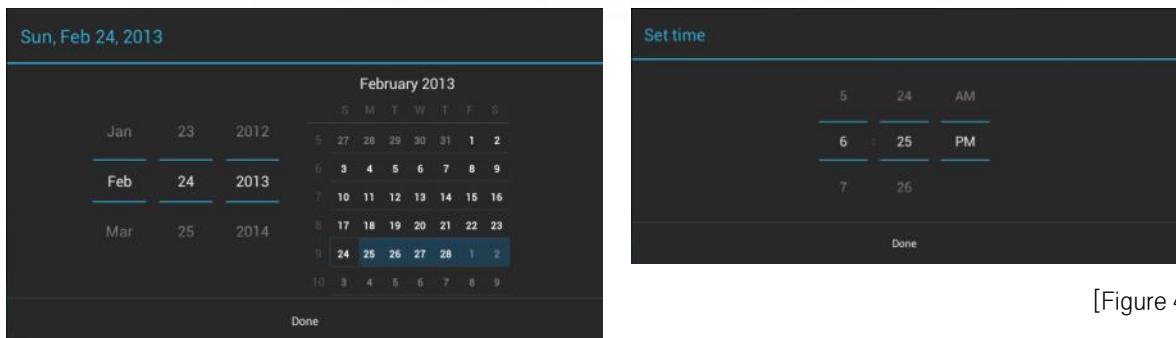 Sun, Feb 24, 2013
Jan 23 2012
Feb 24 2013
Mar 25 2014
February 2013
S M T W T F S
5 27 28 29 30 31 1 2
6 3 4 5 6 7 8 9
7 10 11 12 13 14 15 16
8 17 18 19 20 21 22 23
9 24 25 26 27 28 1 2
10 3 4 5 6 7 8 9
Done
Set time
5 24 AM
6 : 25 PM
7 26
Done
[Figure 4